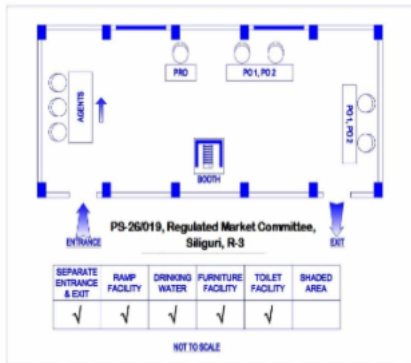 PRO
PO 1, PO 2
AGENTS
PO 1, PO 2
BOOTH
ENTRANCE
EXIT
PS-26/019, Regulated Market Committee,
Siliguri, R-3
SEPARATE ENTRANCE & EXIT
RAMP FACILITY
DRINKING WATER
FURNITURE FACILITY
TOILET FACILITY
SHADED AREA
√ √ √ √ √
NOT TO SCALE